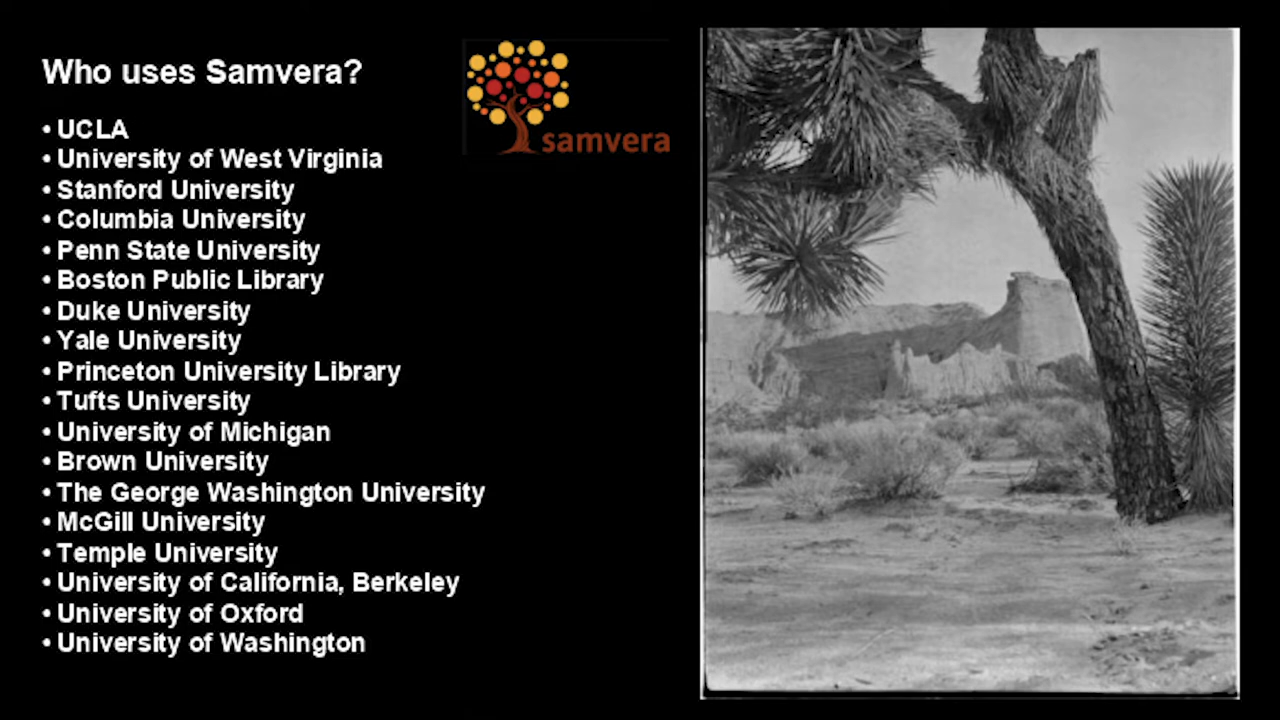 Who uses Samvera?
samvera
• UCLA
• University of West Virginia
• Stanford University
• Columbia University
• Penn State University
• Boston Public Library
• Duke University
• Yale University
• Princeton University Library
• Tufts University
• University of Michigan
• Brown University
• The George Washington University
• McGill University
• Temple University
• University of California, Berkeley
• University of Oxford
• University of Washington